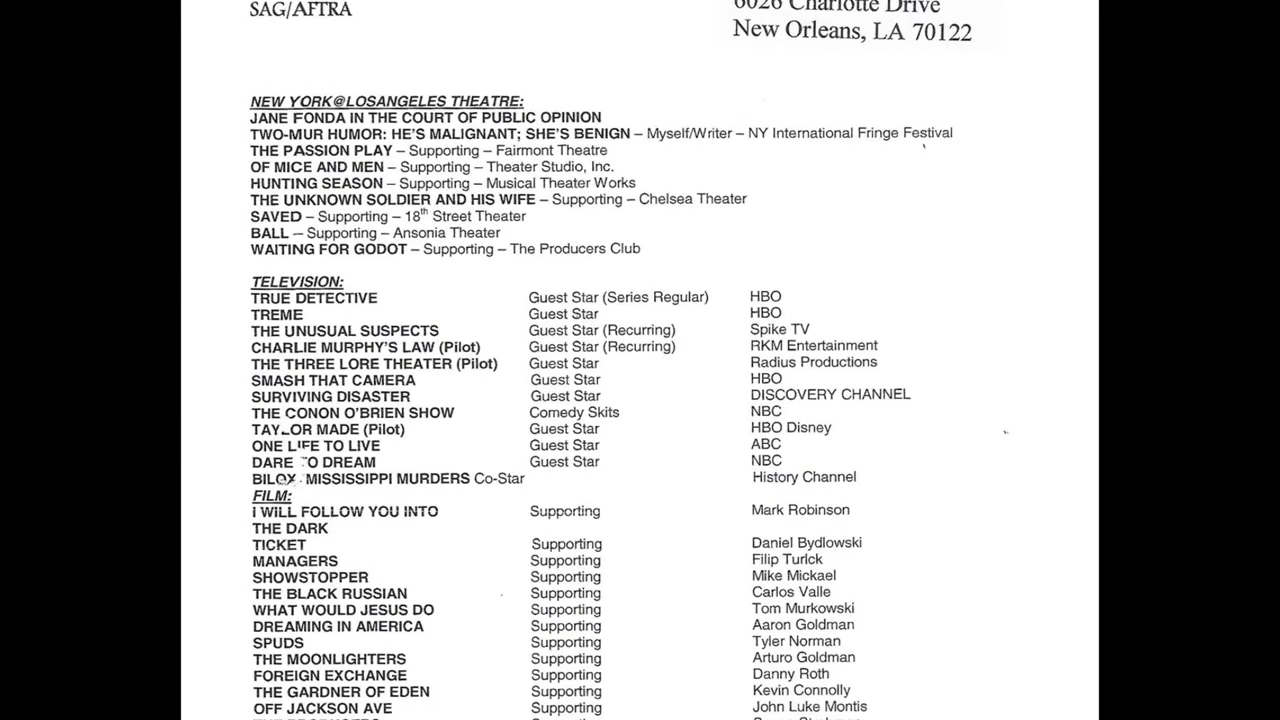 SAG/AFTRA
6026 Charlotte Drive
New Orleans, LA 70122
NEW YORK@LOSANGELES THEATRE:
JANE FONDA IN THE COURT OF PUBLIC OPINION
TWO-MUR HUMOR: HE'S MALIGNANT; SHE'S BENIGN – Myself/Writer – NY International Fringe Festival
THE PASSION PLAY – Supporting – Fairmont Theatre
OF MICE AND MEN – Supporting – Theater Studio, Inc.
HUNTING SEASON – Supporting – Musical Theater Works
THE UNKNOWN SOLDIER AND HIS WIFE – Supporting – Chelsea Theater
SAVED – Supporting – 18th Street Theater
BALL – Supporting – Ansonia Theater
WAITING FOR GODOT – Supporting – The Producers Club
TELEVISION:
TRUE DETECTIVE Guest Star (Series Regular) HBO
TREME Guest Star HBO
THE UNUSUAL SUSPECTS Guest Star (Recurring) Spike TV
CHARLIE MURPHY'S LAW (Pilot) Guest Star (Recurring) RKM Entertainment
THE THREE LORE THEATER (Pilot) Guest Star Radius Productions
SMASH THAT CAMERA Guest Star HBO
SURVIVING DISASTER Guest Star DISCOVERY CHANNEL
THE CONON O'BRIEN SHOW Comedy Skits NBC
TAYLOR MADE (Pilot) Guest Star HBO Disney
ONE LIFE TO LIVE Guest Star ABC
DARE TO DREAM Guest Star NBC
MISSISSIPPI MURDERS Co-Star History Channel
FILM:
I WILL FOLLOW YOU INTO Supporting Mark Robinson
THE DARK
TICKET Supporting Daniel Bydlowski
MANAGERS Supporting Filip Turlck
SHOWSTOPPER Supporting Mike Mickael
THE BLACK RUSSIAN Supporting Carlos Valle
WHAT WOULD JESUS DO Supporting Tom Murkowski
DREAMING IN AMERICA Supporting Aaron Goldman
SPUDS Supporting Tyler Norman
THE MOONLIGHTERS Supporting Arturo Goldman
FOREIGN EXCHANGE Supporting Danny Roth
THE GARDNER OF EDEN Supporting Kevin Connolly
OFF JACKSON AVE Supporting John Luke Montis